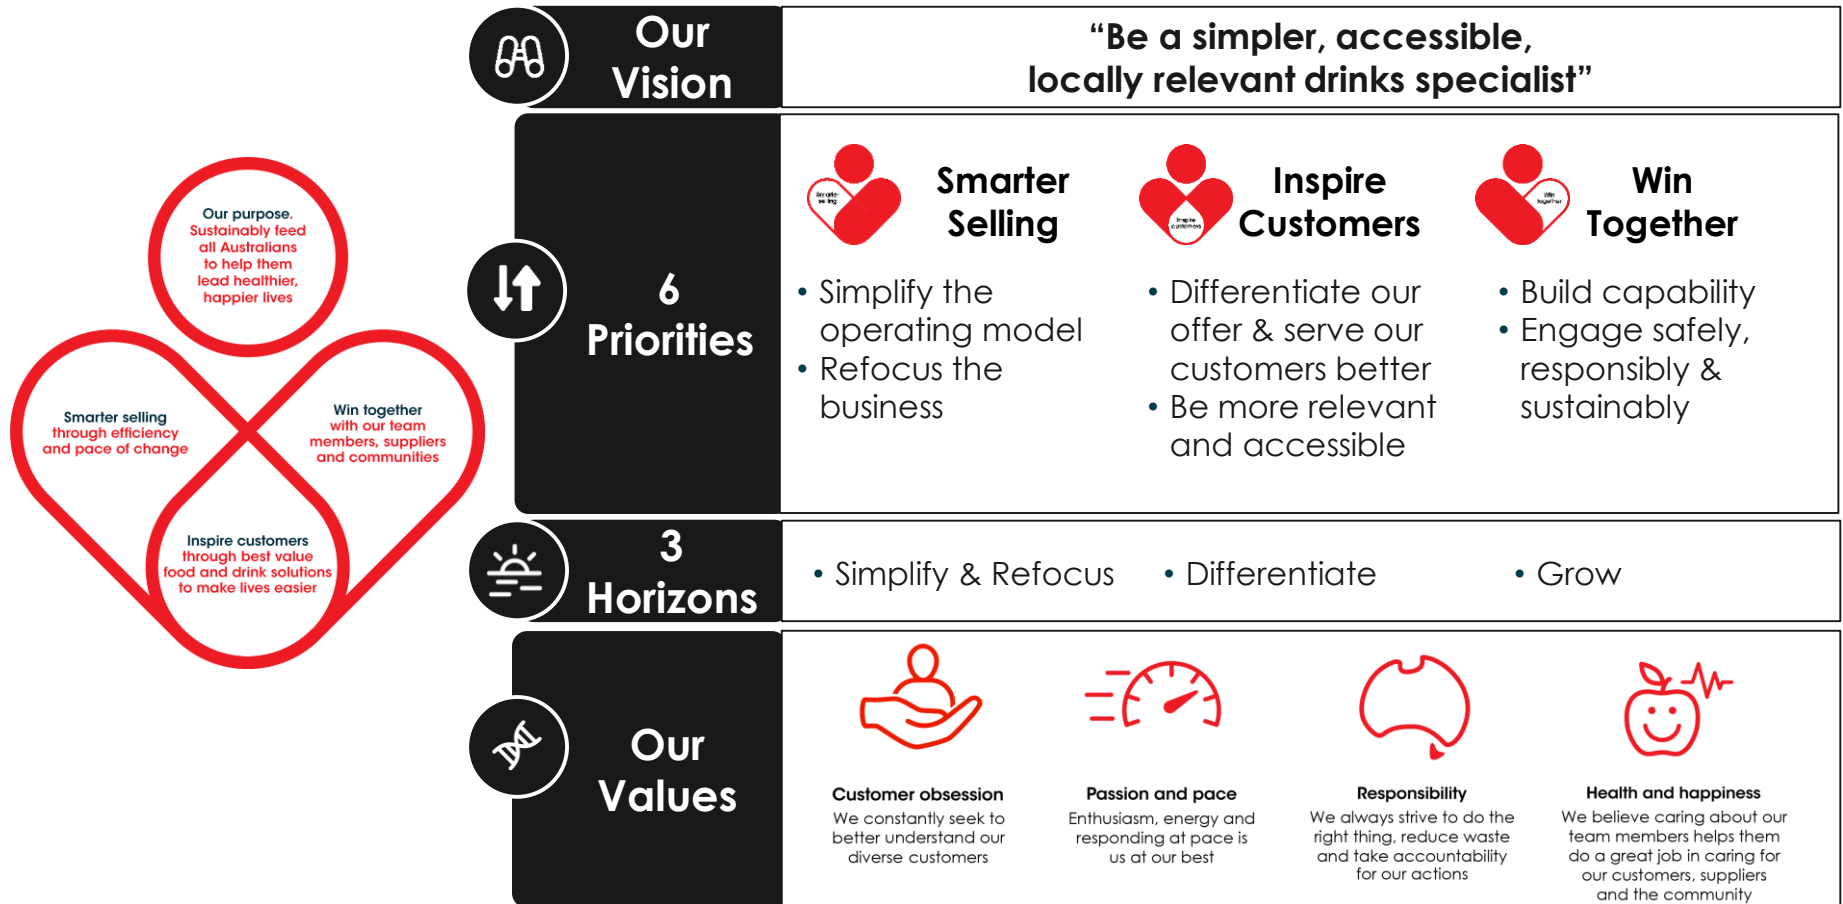 Our purpose.
Sustainably feed
all Australians
to help them
lead healthier,
happier lives
Smarter selling
through efficiency
and pace of change
Win together
with our team
members, suppliers
and communities
Inspire customers
through best value
food and drink solutions
to make lives easier
Our
Vision
“Be a simpler, accessible,
locally relevant drinks specialist”
6
Priorities
Smarter
selling
Smarter
Selling
• Simplify the
operating model
• Refocus the
business
Inspire
customers
Inspire
Customers
• Differentiate our
offer & serve our
customers better
• Be more relevant
and accessible
Win
together
Win
Together
• Build capability
• Engage safely,
responsibly &
sustainably
3
Horizons
• Simplify & Refocus
• Differentiate
• Grow
Our
Values
Customer obsession
We constantly seek to
better understand our
diverse customers
Passion and pace
Enthusiasm, energy and
responding at pace is
us at our best
Responsibility
We always strive to do the
right thing, reduce waste
and take accountability
for our actions
Health and happiness
We believe caring about our
team members helps them
do a great job in caring for
our customers, suppliers
and the community